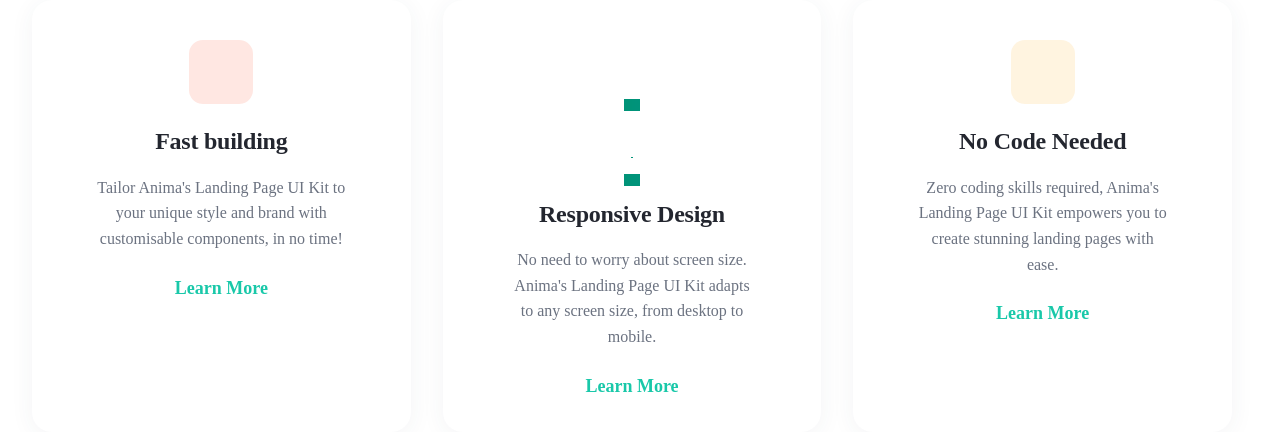 Fast building
Tailor Anima's Landing Page UI Kit to
your unique style and brand with
customisable components, in no time!
Learn More
Responsive Design
No need to worry about screen size.
Anima's Landing Page UI Kit adapts
to any screen size, from desktop to
mobile.
Learn More
No Code Needed
Zero coding skills required, Anima's
Landing Page UI Kit empowers you to
create stunning landing pages with
ease.
Learn More